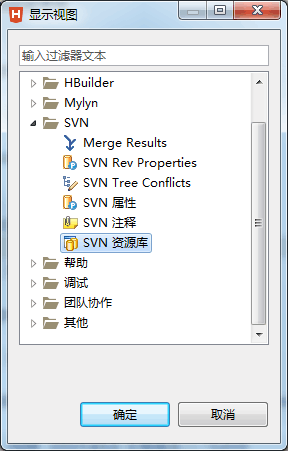 H 显示视图
输入过滤器文本
HBuilder
Mylyn
SVN
Merge Results
SVN Rev Properties
SVN Tree Conflicts
SVN 属性
SVN 注释
SVN 资源库
帮助
调试
团队协作
其他
确定 取消